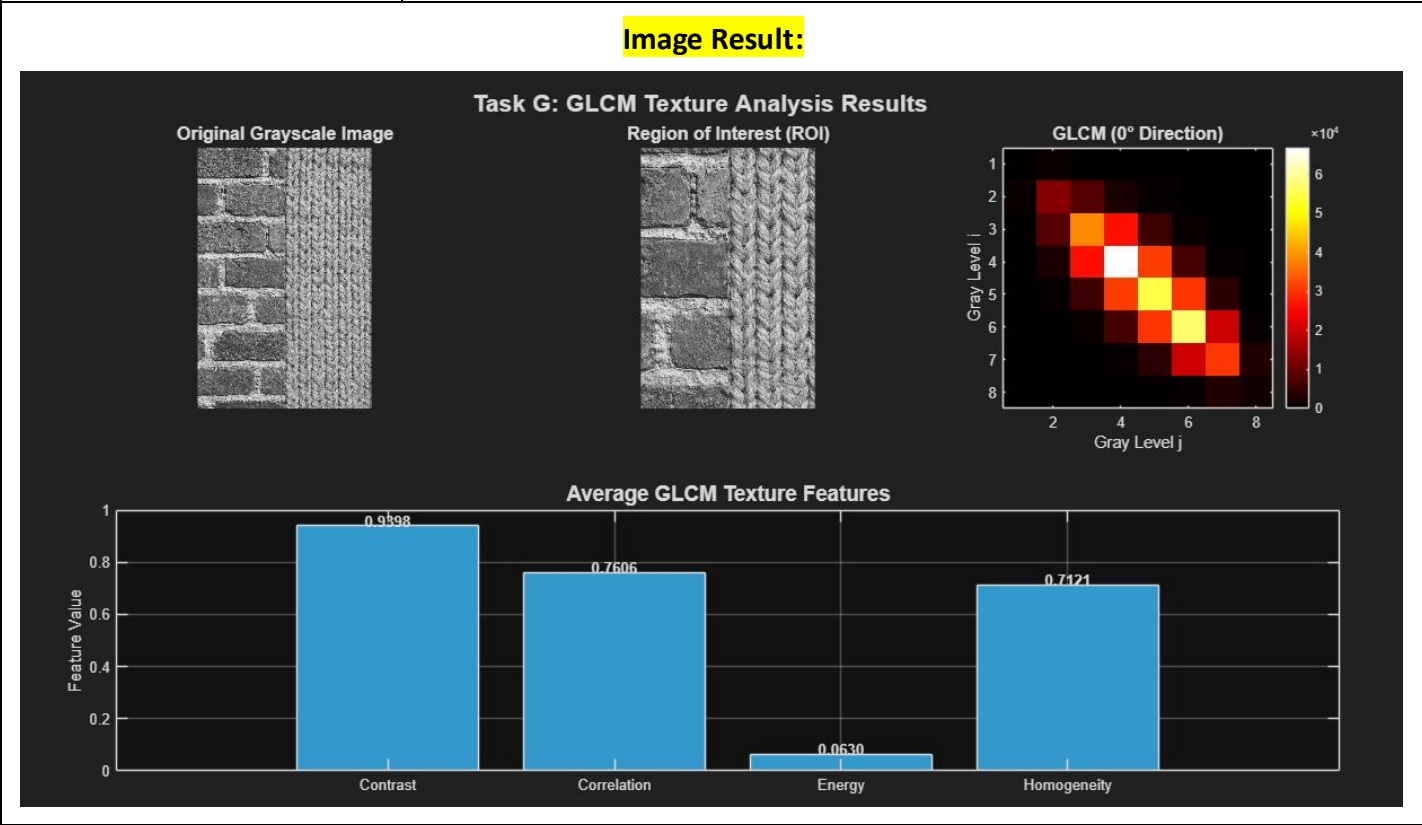 Image Result:
Task G: GLCM Texture Analysis Results
Original Grayscale Image
Region of Interest (ROI)
GLCM (0° Direction)
×10⁴
1
2
3
4
5
6
7
8
Gray Level i
2
4
6
8
Gray Level j
6
5
4
3
2
1
0
Average GLCM Texture Features
1
0.8
0.6
0.4
0.2
0
Feature Value
0.9398
0.7606
0.0630
0.7121
Contrast
Correlation
Energy
Homogeneity